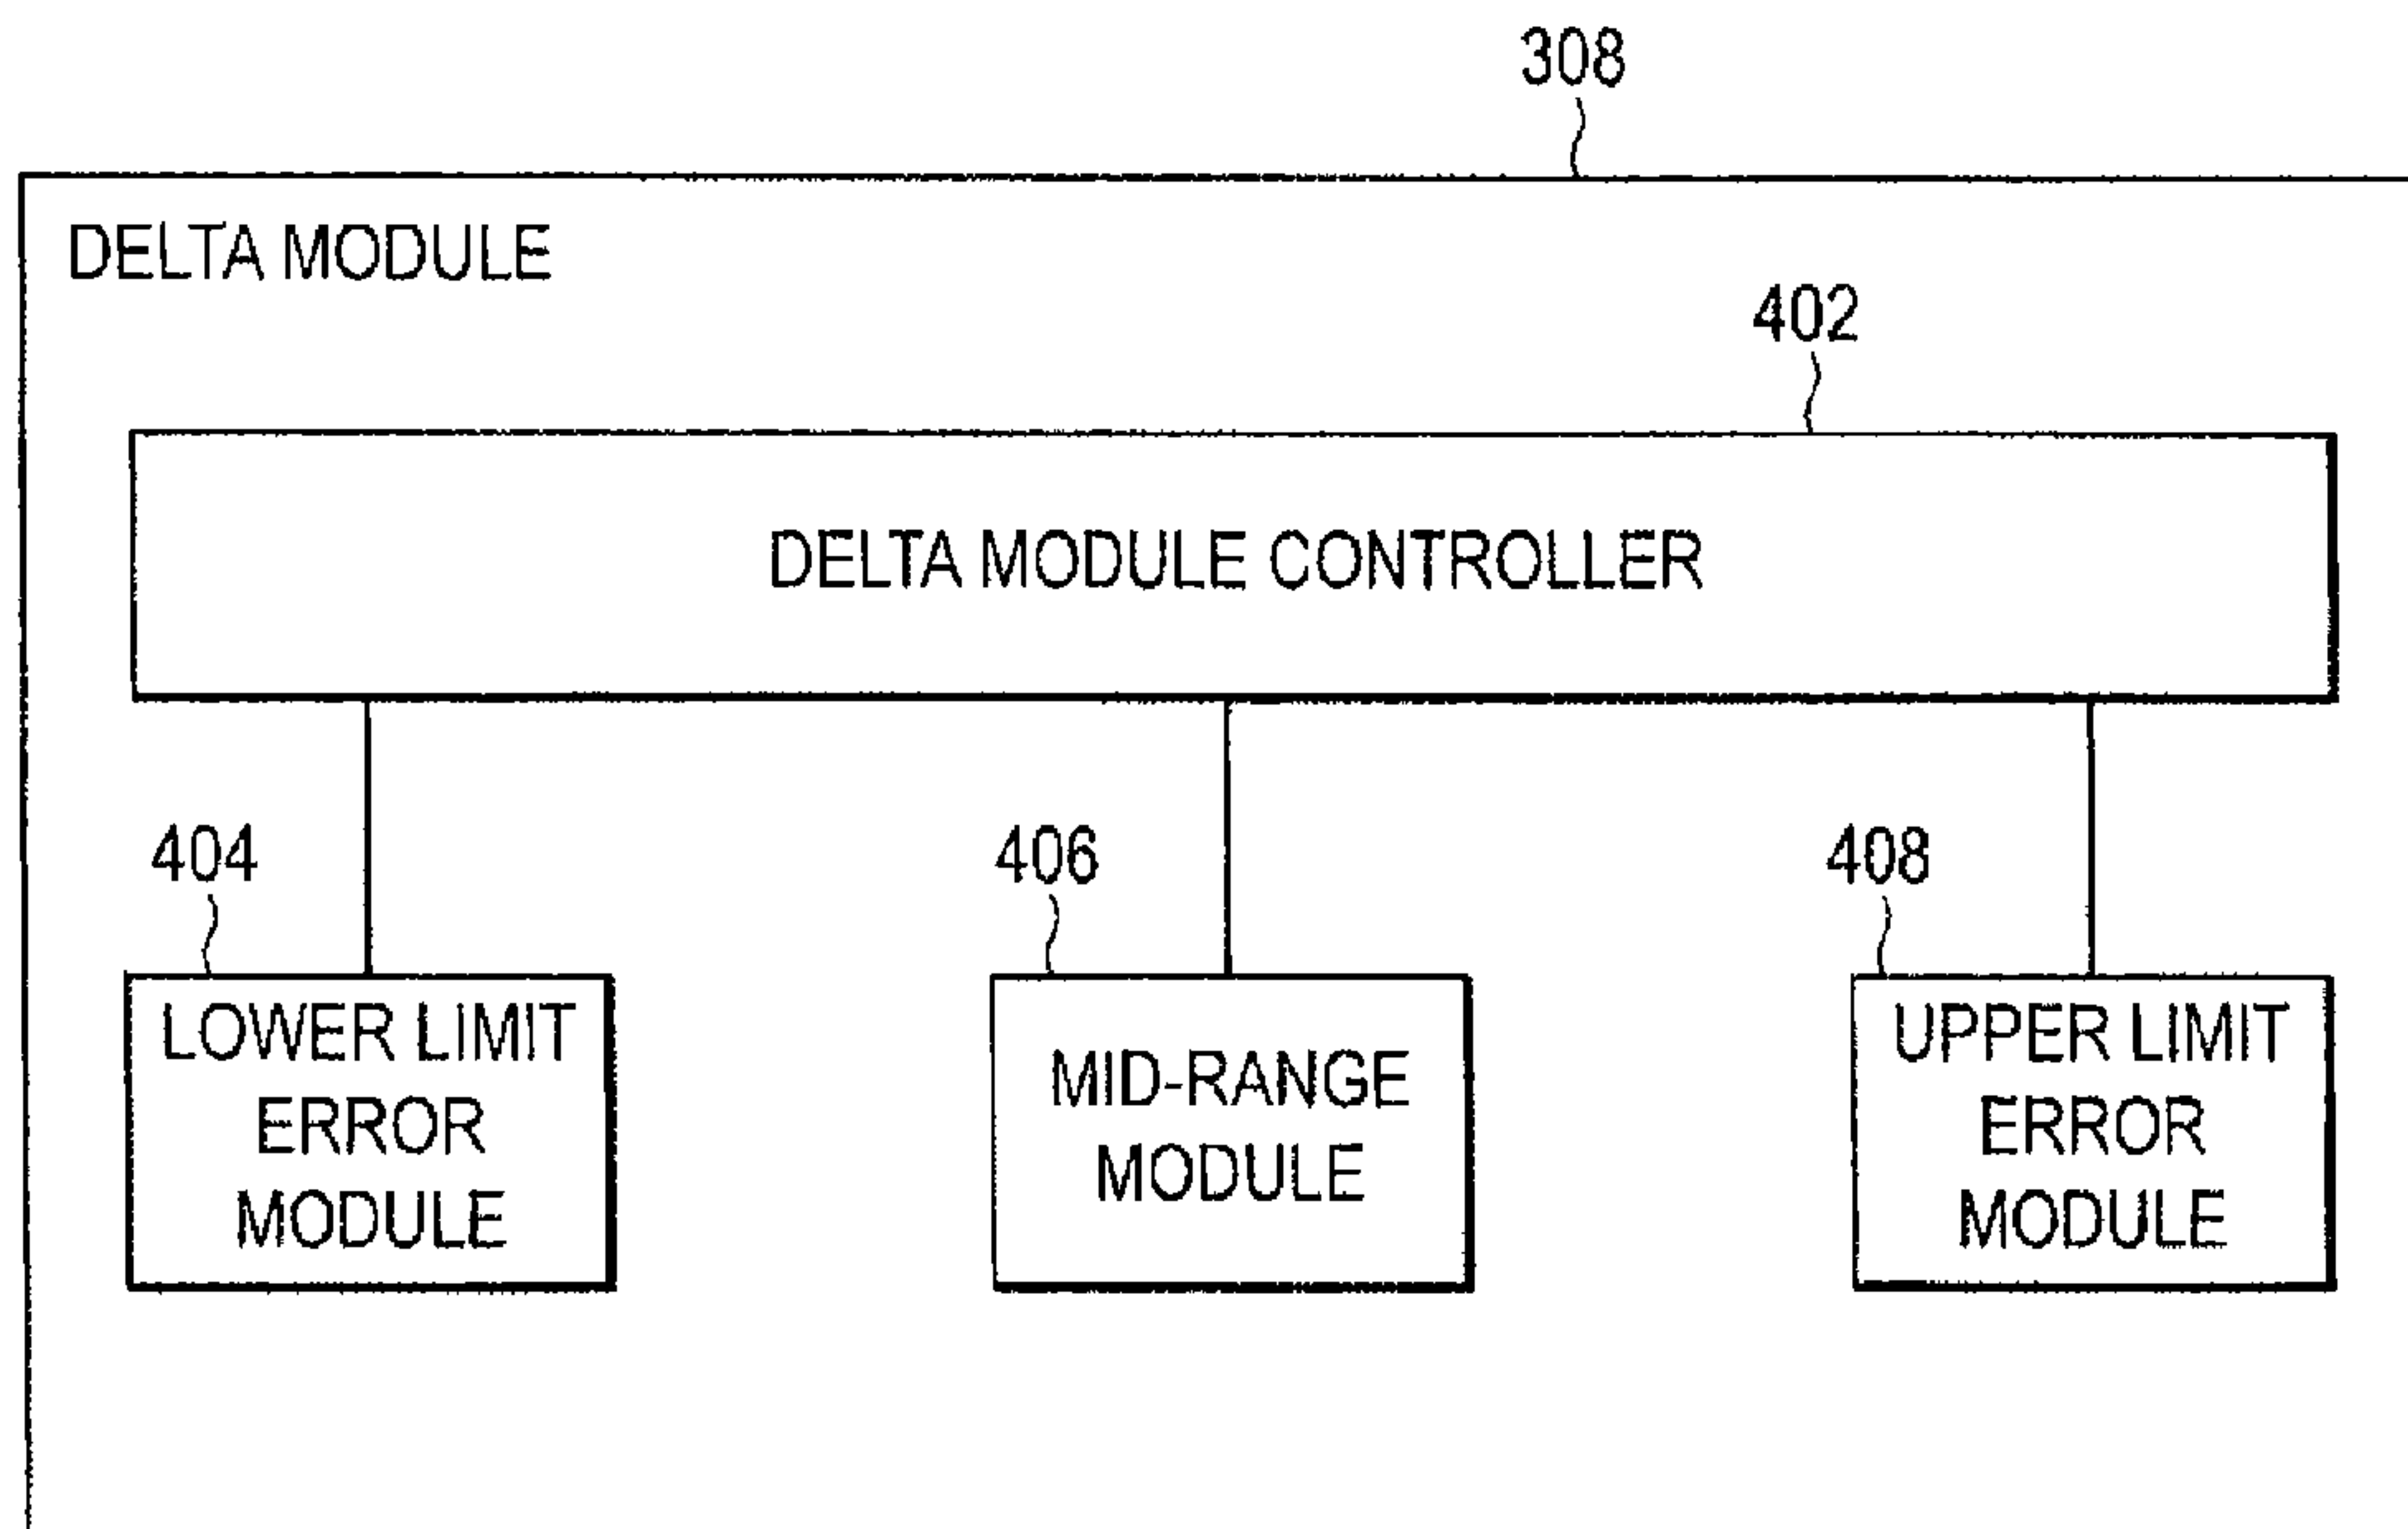 308
DELTA MODULE
402
DELTA MODULE CONTROLLER
404
406
408
LOWER LIMIT
ERROR
MODULE
MID-RANGE
MODULE
UPPER LIMIT
ERROR
MODULE